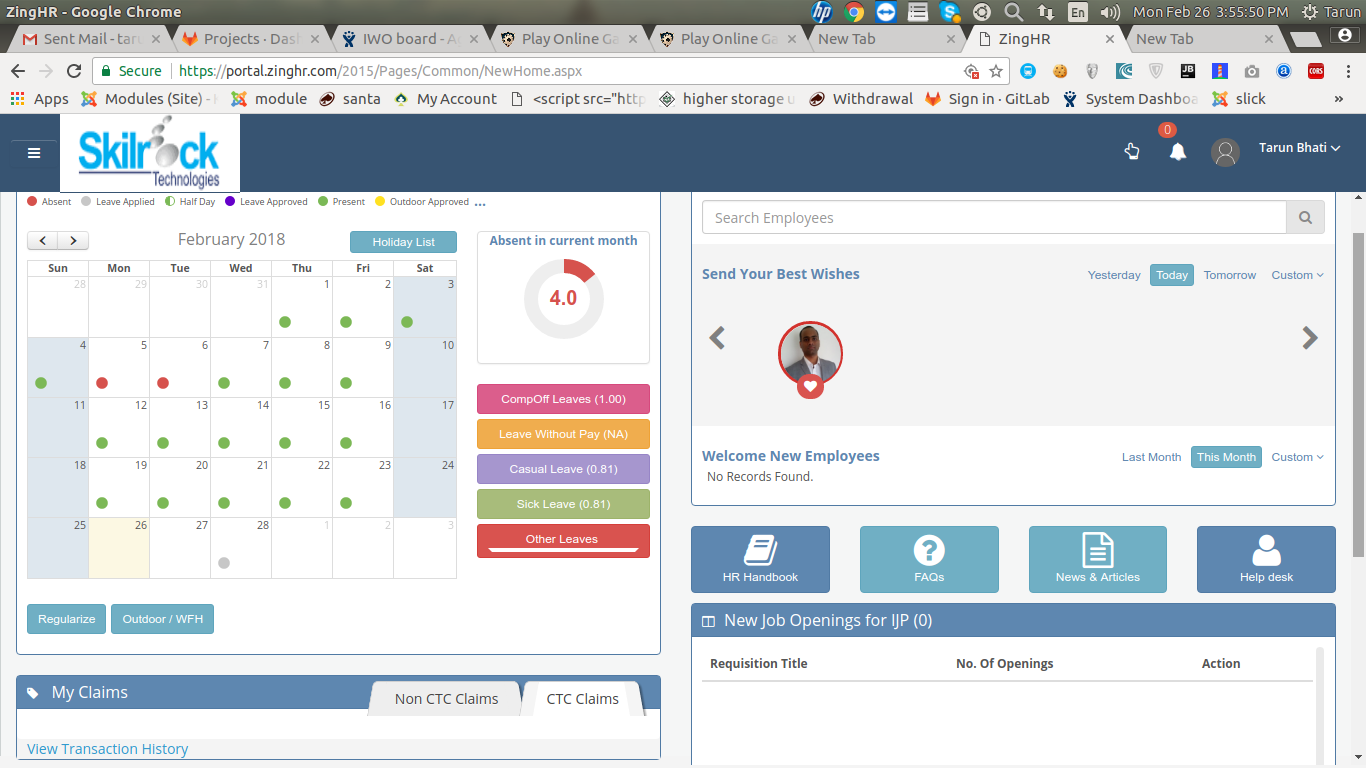 ZingHR - Google Chrome
En
Mon Feb 26 3:55:50 PM
Tarun
Sent Mail - taru
Projects · Dash
IWO board - A
Play Online Ga
Play Online Ga
New Tab
ZingHR
New Tab
Secure
https://portal.zinghr.com/2015/Pages/Common/NewHome.aspx
Apps
Modules (Site) -
module
santa
My Account
<script src="http
higher storage u
Withdrawal
Sign in · GitLab
System Dashboa
slick
»
Skilrock
Technologies
0
Tarun Bhati
Absent
Leave Applied
Half Day
Leave Approved
Present
Outdoor Approved
...
February 2018
Holiday List
Sun Mon Tue Wed Thu Fri Sat
28 29 30 31 1 2 3
4 5 6 7 8 9 10
11 12 13 14 15 16 17
18 19 20 21 22 23 24
25 26 27 28 1 2 3
Regularize
Outdoor / WFH
Absent in current month
4.0
CompOff Leaves (1.00)
Leave Without Pay (NA)
Casual Leave (0.81)
Sick Leave (0.81)
Other Leaves
My Claims
Non CTC Claims
CTC Claims
View Transaction History
Search Employees
Send Your Best Wishes
Yesterday
Today
Tomorrow
Custom
Welcome New Employees
Last Month
This Month
Custom
No Records Found.
HR Handbook
FAQs
News & Articles
Help desk
New Job Openings for IJP (0)
Requisition Title
No. Of Openings
Action